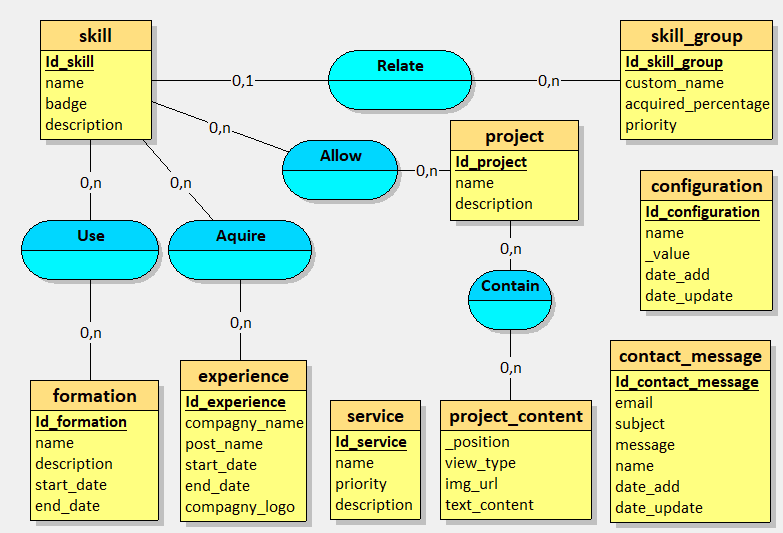 skill
Id_skill
name
badge
description
0,1
Relate
0,n
skill_group
Id_skill_group
custom_name
acquired_percentage
priority
0,n
Allow
0,n
project
Id_project
name
description
configuration
Id_configuration
name
_value
date_add
date_update
0,n
0,n
Use
Aquire
0,n
Contain
0,n
0,n
0,n
formation
Id_formation
name
description
start_date
end_date
experience
Id_experience
compagny_name
post_name
start_date
end_date
compagny_logo
service
Id_service
name
priority
description
project_content
_position
view_type
img_url
text_content
contact_message
Id_contact_message
email
subject
message
name
date_add
date_update